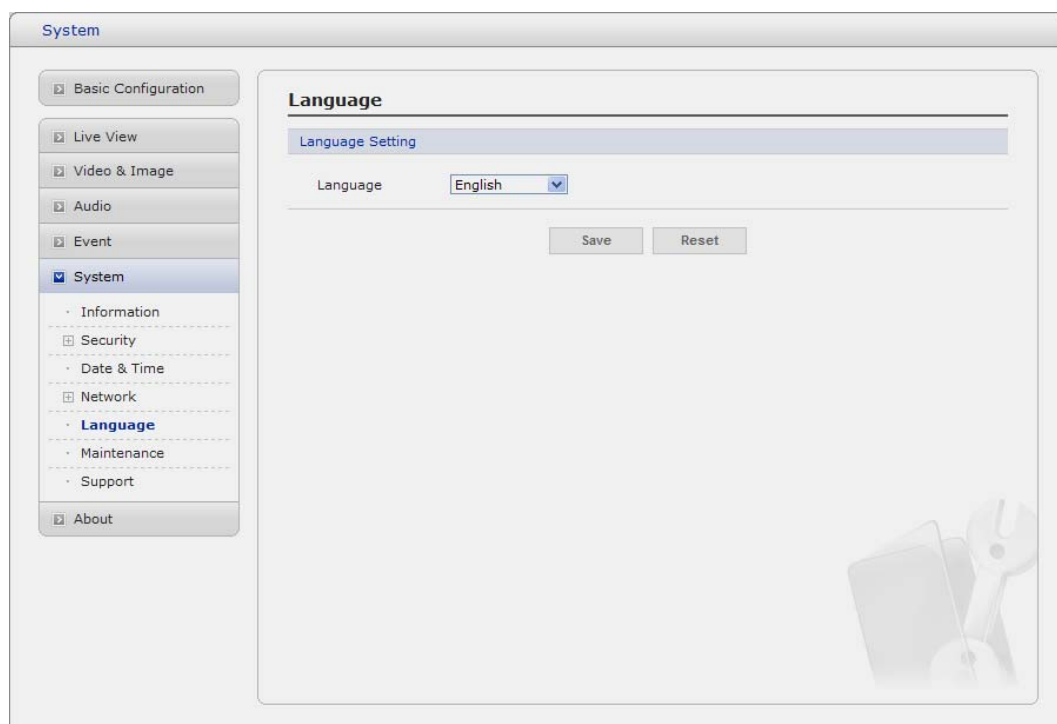 System
Basic Configuration
Live View
Video & Image
Audio
Event
System
Information
Security
Date & Time
Network
Language
Maintenance
Support
About
Language
Language Setting
Language English
Save Reset